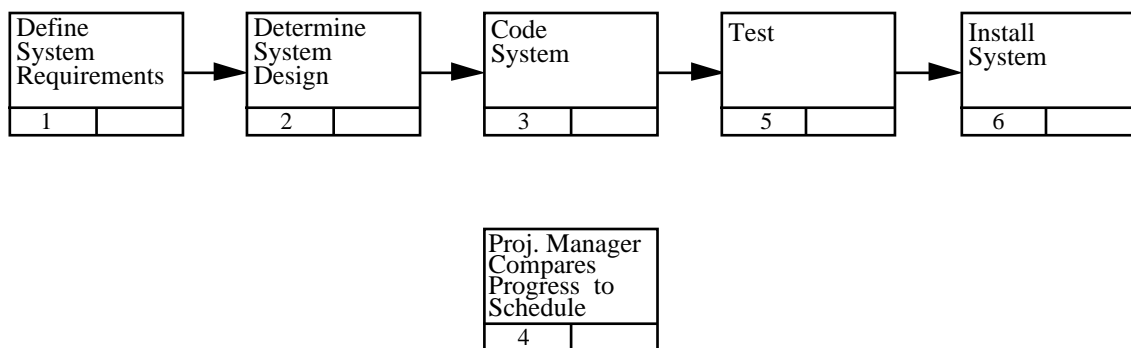 Define
System
Requirements
1
Determine
System
Design
2
Code
System
3
Test
5
Install
System
6
Proj. Manager
Compares
Progress to
Schedule
4